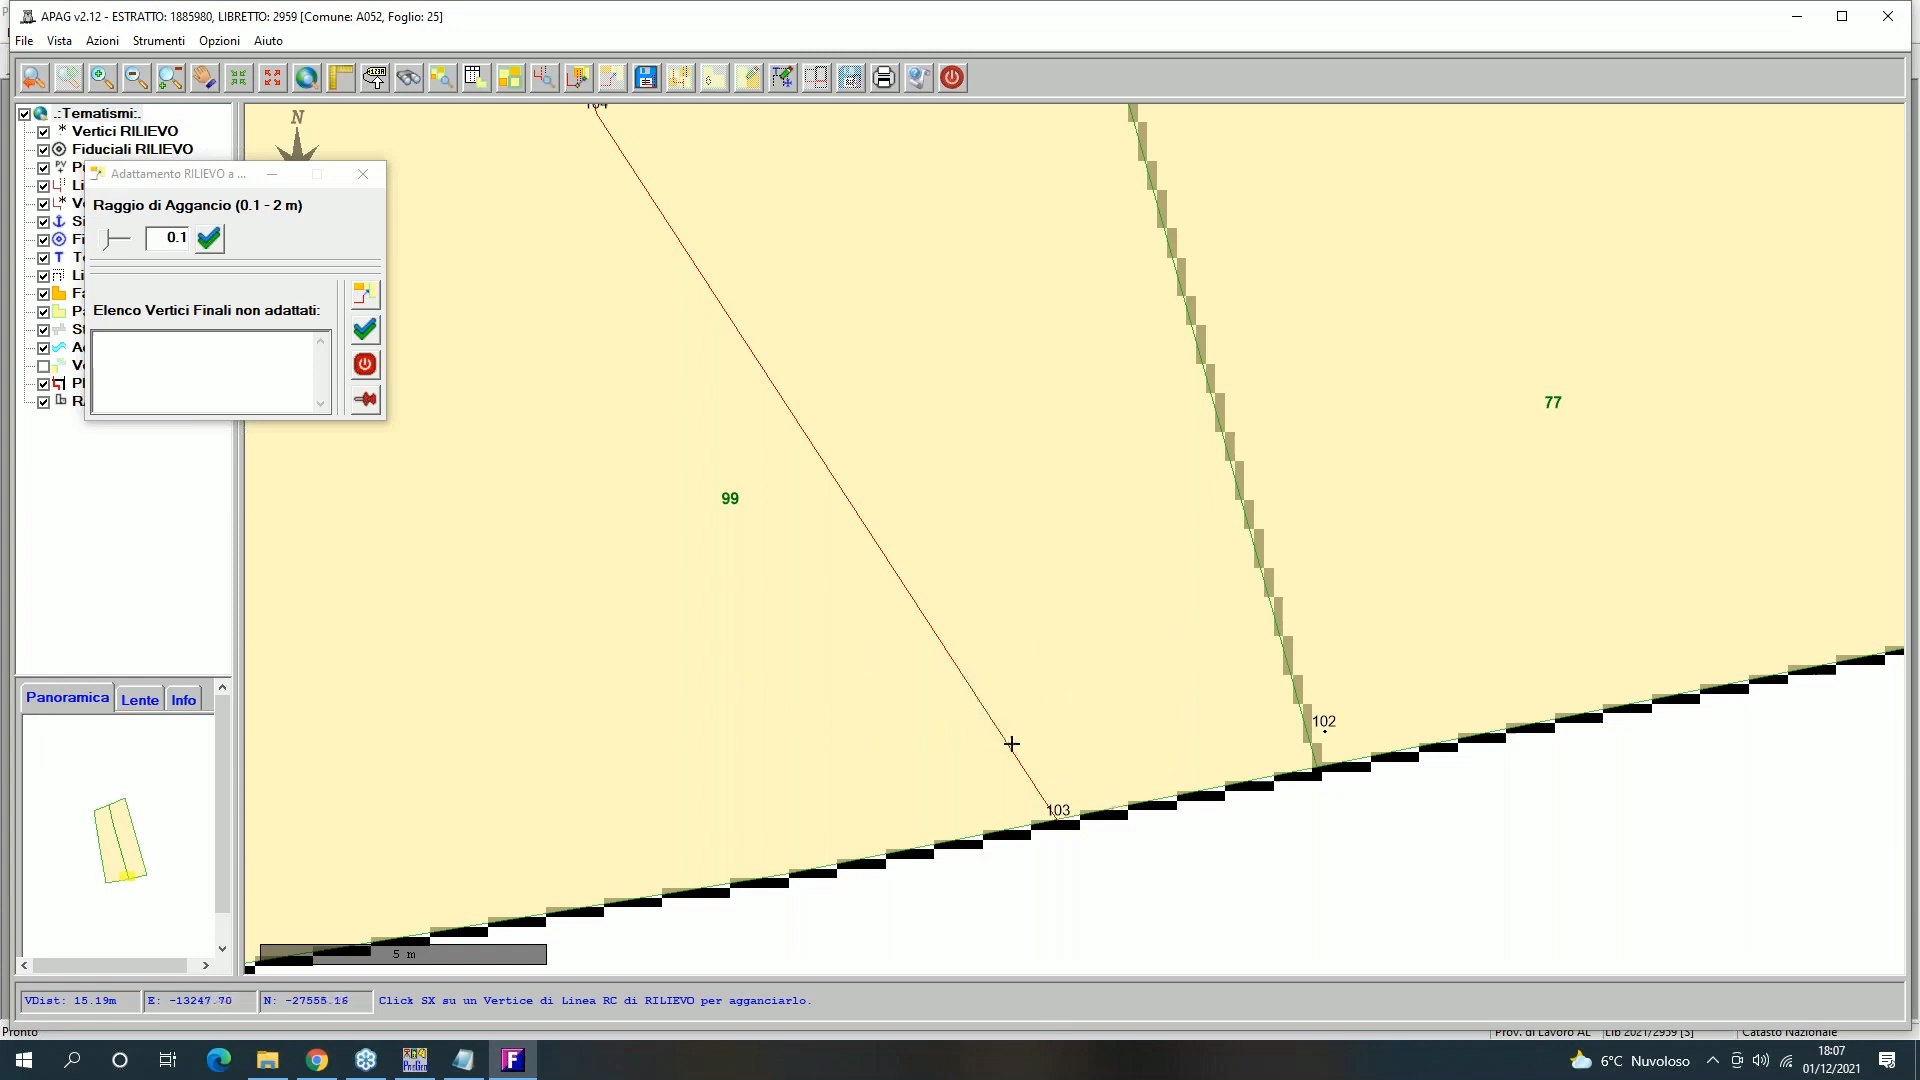 APAG v2.12 - ESTRATTO: 1885980, LIBRETTO: 2959 [Comune: A052, Foglio: 25]
File Vista Azioni Strumenti Opzioni Aiuto
.:Tematismi:.
Vertici RILIEVO
Fiduciali RILIEVO
Adattamento RILIEVO a ...
Raggio di Aggancio (0.1 - 2 m)
0.1
Elenco Vertici Finali non adattati:
N
104
77
99
102
103
5 m
Panoramica Lente Info
VDist: 15.19m E: -13247.70 N: -27555.16 Click SX su un Vertice di Linea RC di RILIEVO per agganciarlo.
Pronto Prov. di Lavoro AL Lib 2021/2959 [3] Catasto Nazionale
6°C Nuvoloso
18:07
01/12/2021